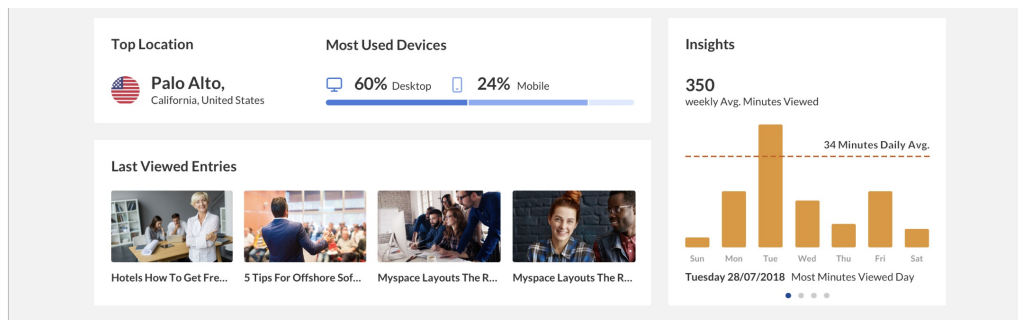 Top Location
Palo Alto,
California, United States
Most Used Devices
60% Desktop
24% Mobile
Last Viewed Entries
Hotels How To Get Fre...
5 Tips For Offshore Sof...
Myspace Layouts The R...
Myspace Layouts The R...
Insights
350
weekly Avg. Minutes Viewed
34 Minutes Daily Avg.
Sun Mon Tue Wed Thu Fri Sat
Tuesday 28/07/2018 Most Minutes Viewed Day